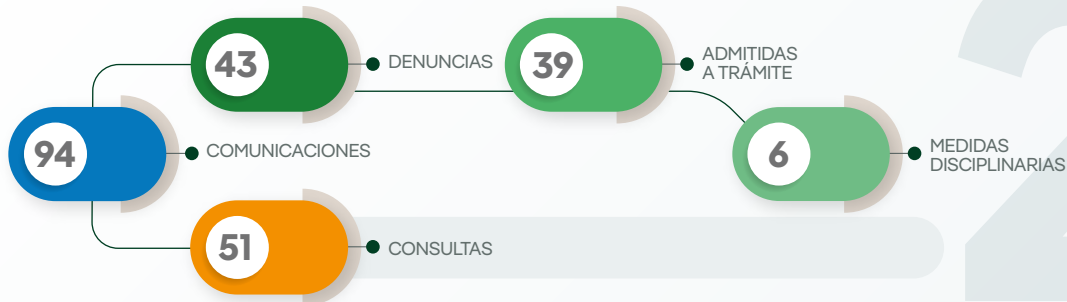 43
DENUNCIAS
39
ADMITIDAS
A TRÁMITE
94
COMUNICACIONES
6
MEDIDAS
DISCIPLINARIAS
51
CONSULTAS